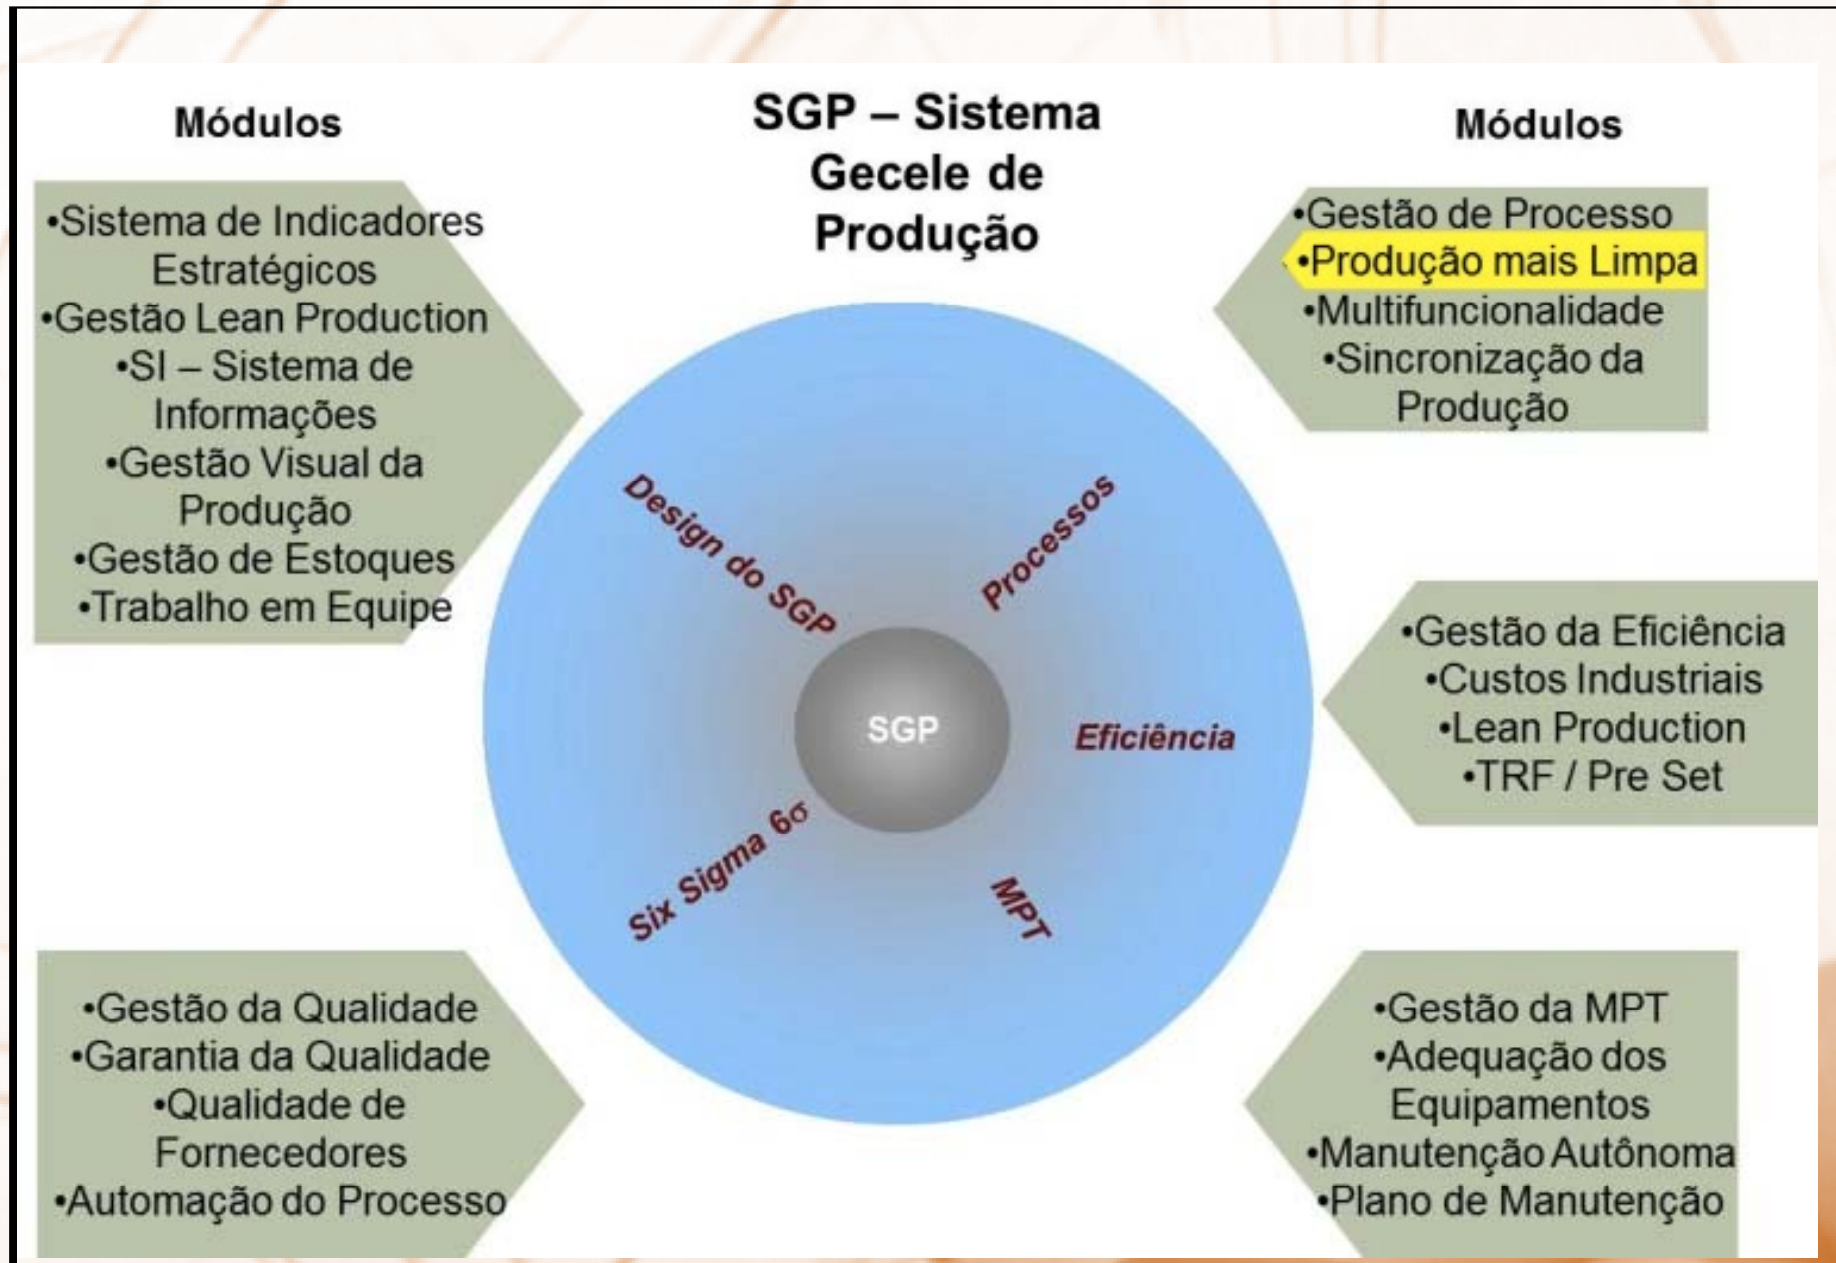 SGP – Sistema
Gecele de
Produção
Módulos
•Sistema de Indicadores
Estratégicos
•Gestão Lean Production
•SI – Sistema de
Informações
•Gestão Visual da
Produção
•Gestão de Estoques
•Trabalho em Equipe
Módulos
•Gestão de Processo
•Produção mais Limpa
•Multifuncionalidade
•Sincronização da
Produção
Design do SGP
Processos
SGP
Eficiência
Six Sigma 6σ
MPT
•Gestão da Eficiência
•Custos Industriais
•Lean Production
•TRF / Pre Set
•Gestão da Qualidade
•Garantia da Qualidade
•Qualidade de
Fornecedores
•Automação do Processo
•Gestão da MPT
•Adequação dos
Equipamentos
•Manutenção Autônoma
•Plano de Manutenção